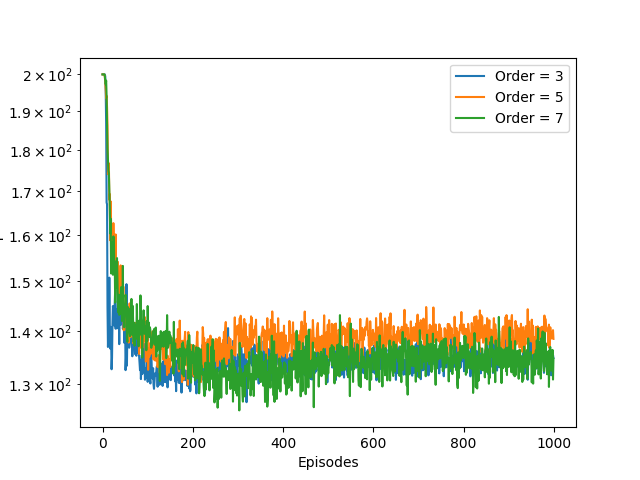 Order = 3
Order = 5
Order = 7
2 × 10²
1.9 × 10²
1.8 × 10²
1.7 × 10²
1.6 × 10²
1.5 × 10²
1.4 × 10²
1.3 × 10²
0 200 400 600 800 1000
Episodes